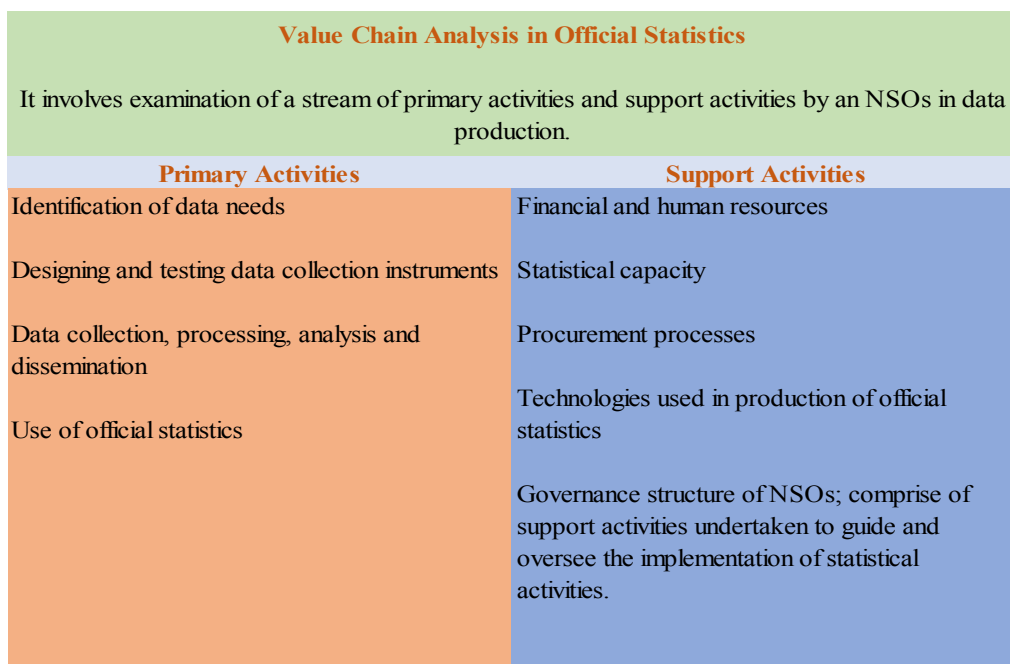 Value Chain Analysis in Official Statistics
It involves examination of a stream of primary activities and support activities by an NSOs in data
production.
Primary Activities
Identification of data needs
Designing and testing data collection instruments
Data collection, processing, analysis and
dissemination
Use of official statistics
Support Activities
Financial and human resources
Statistical capacity
Procurement processes
Technologies used in production of official
statistics
Governance structure of NSOs; comprise of
support activities undertaken to guide and
oversee the implementation of statistical
activities.